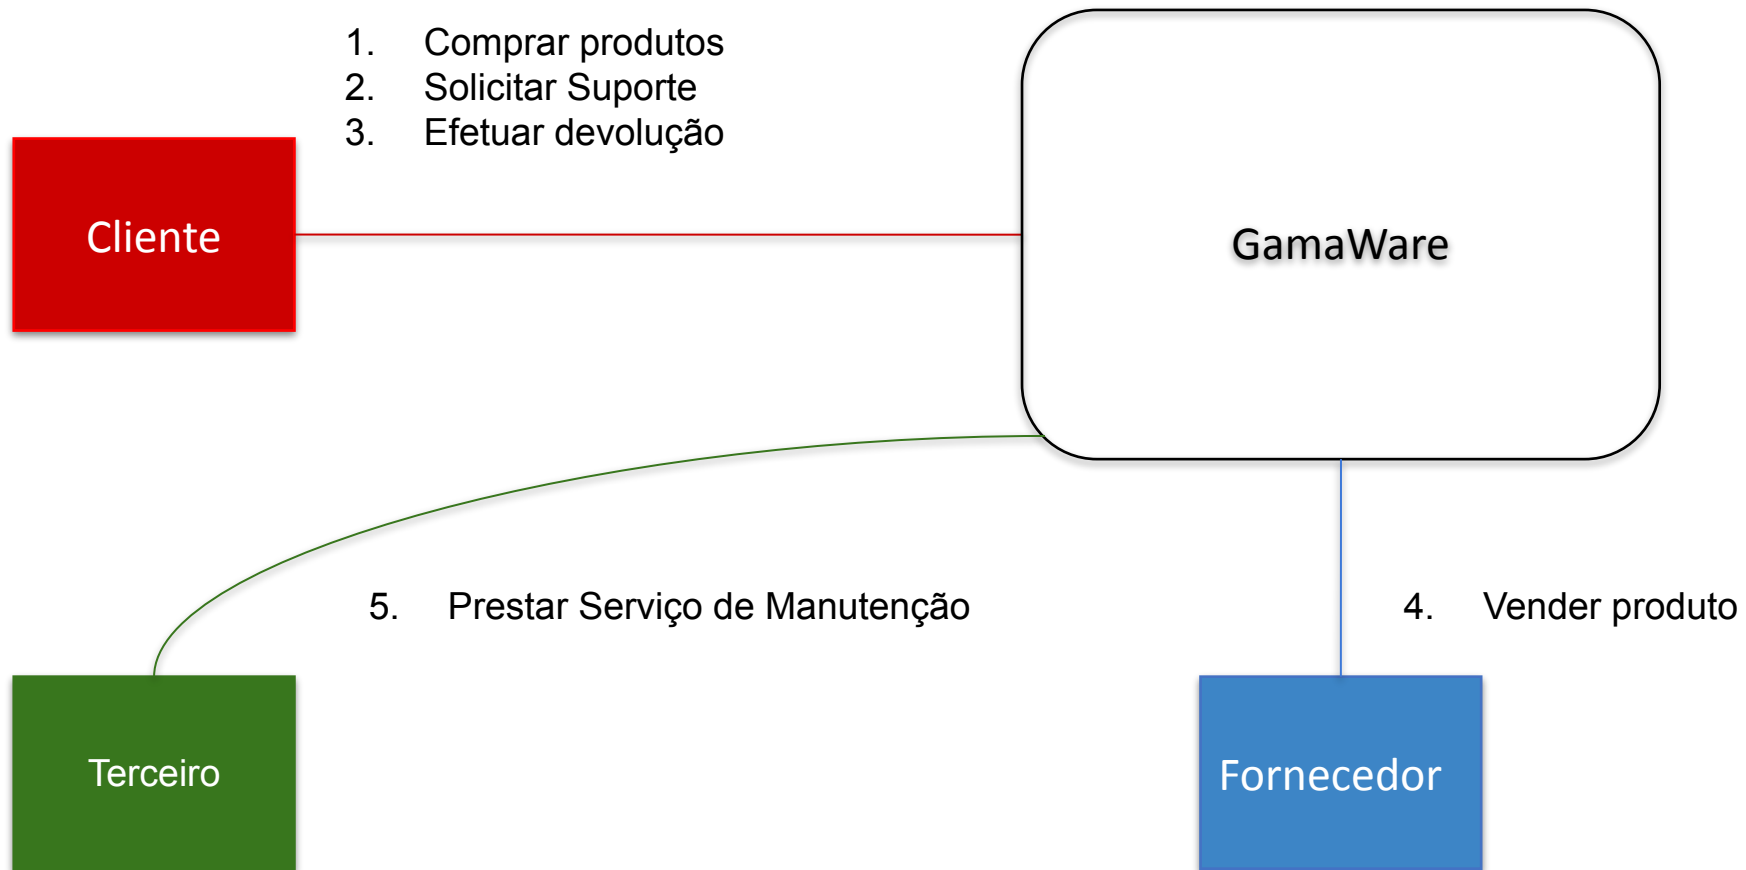 1. Comprar produtos
2. Solicitar Suporte
3. Efetuar devolução
Cliente
GamaWare
5. Prestar Serviço de Manutenção
4. Vender produto
Terceiro
Fornecedor